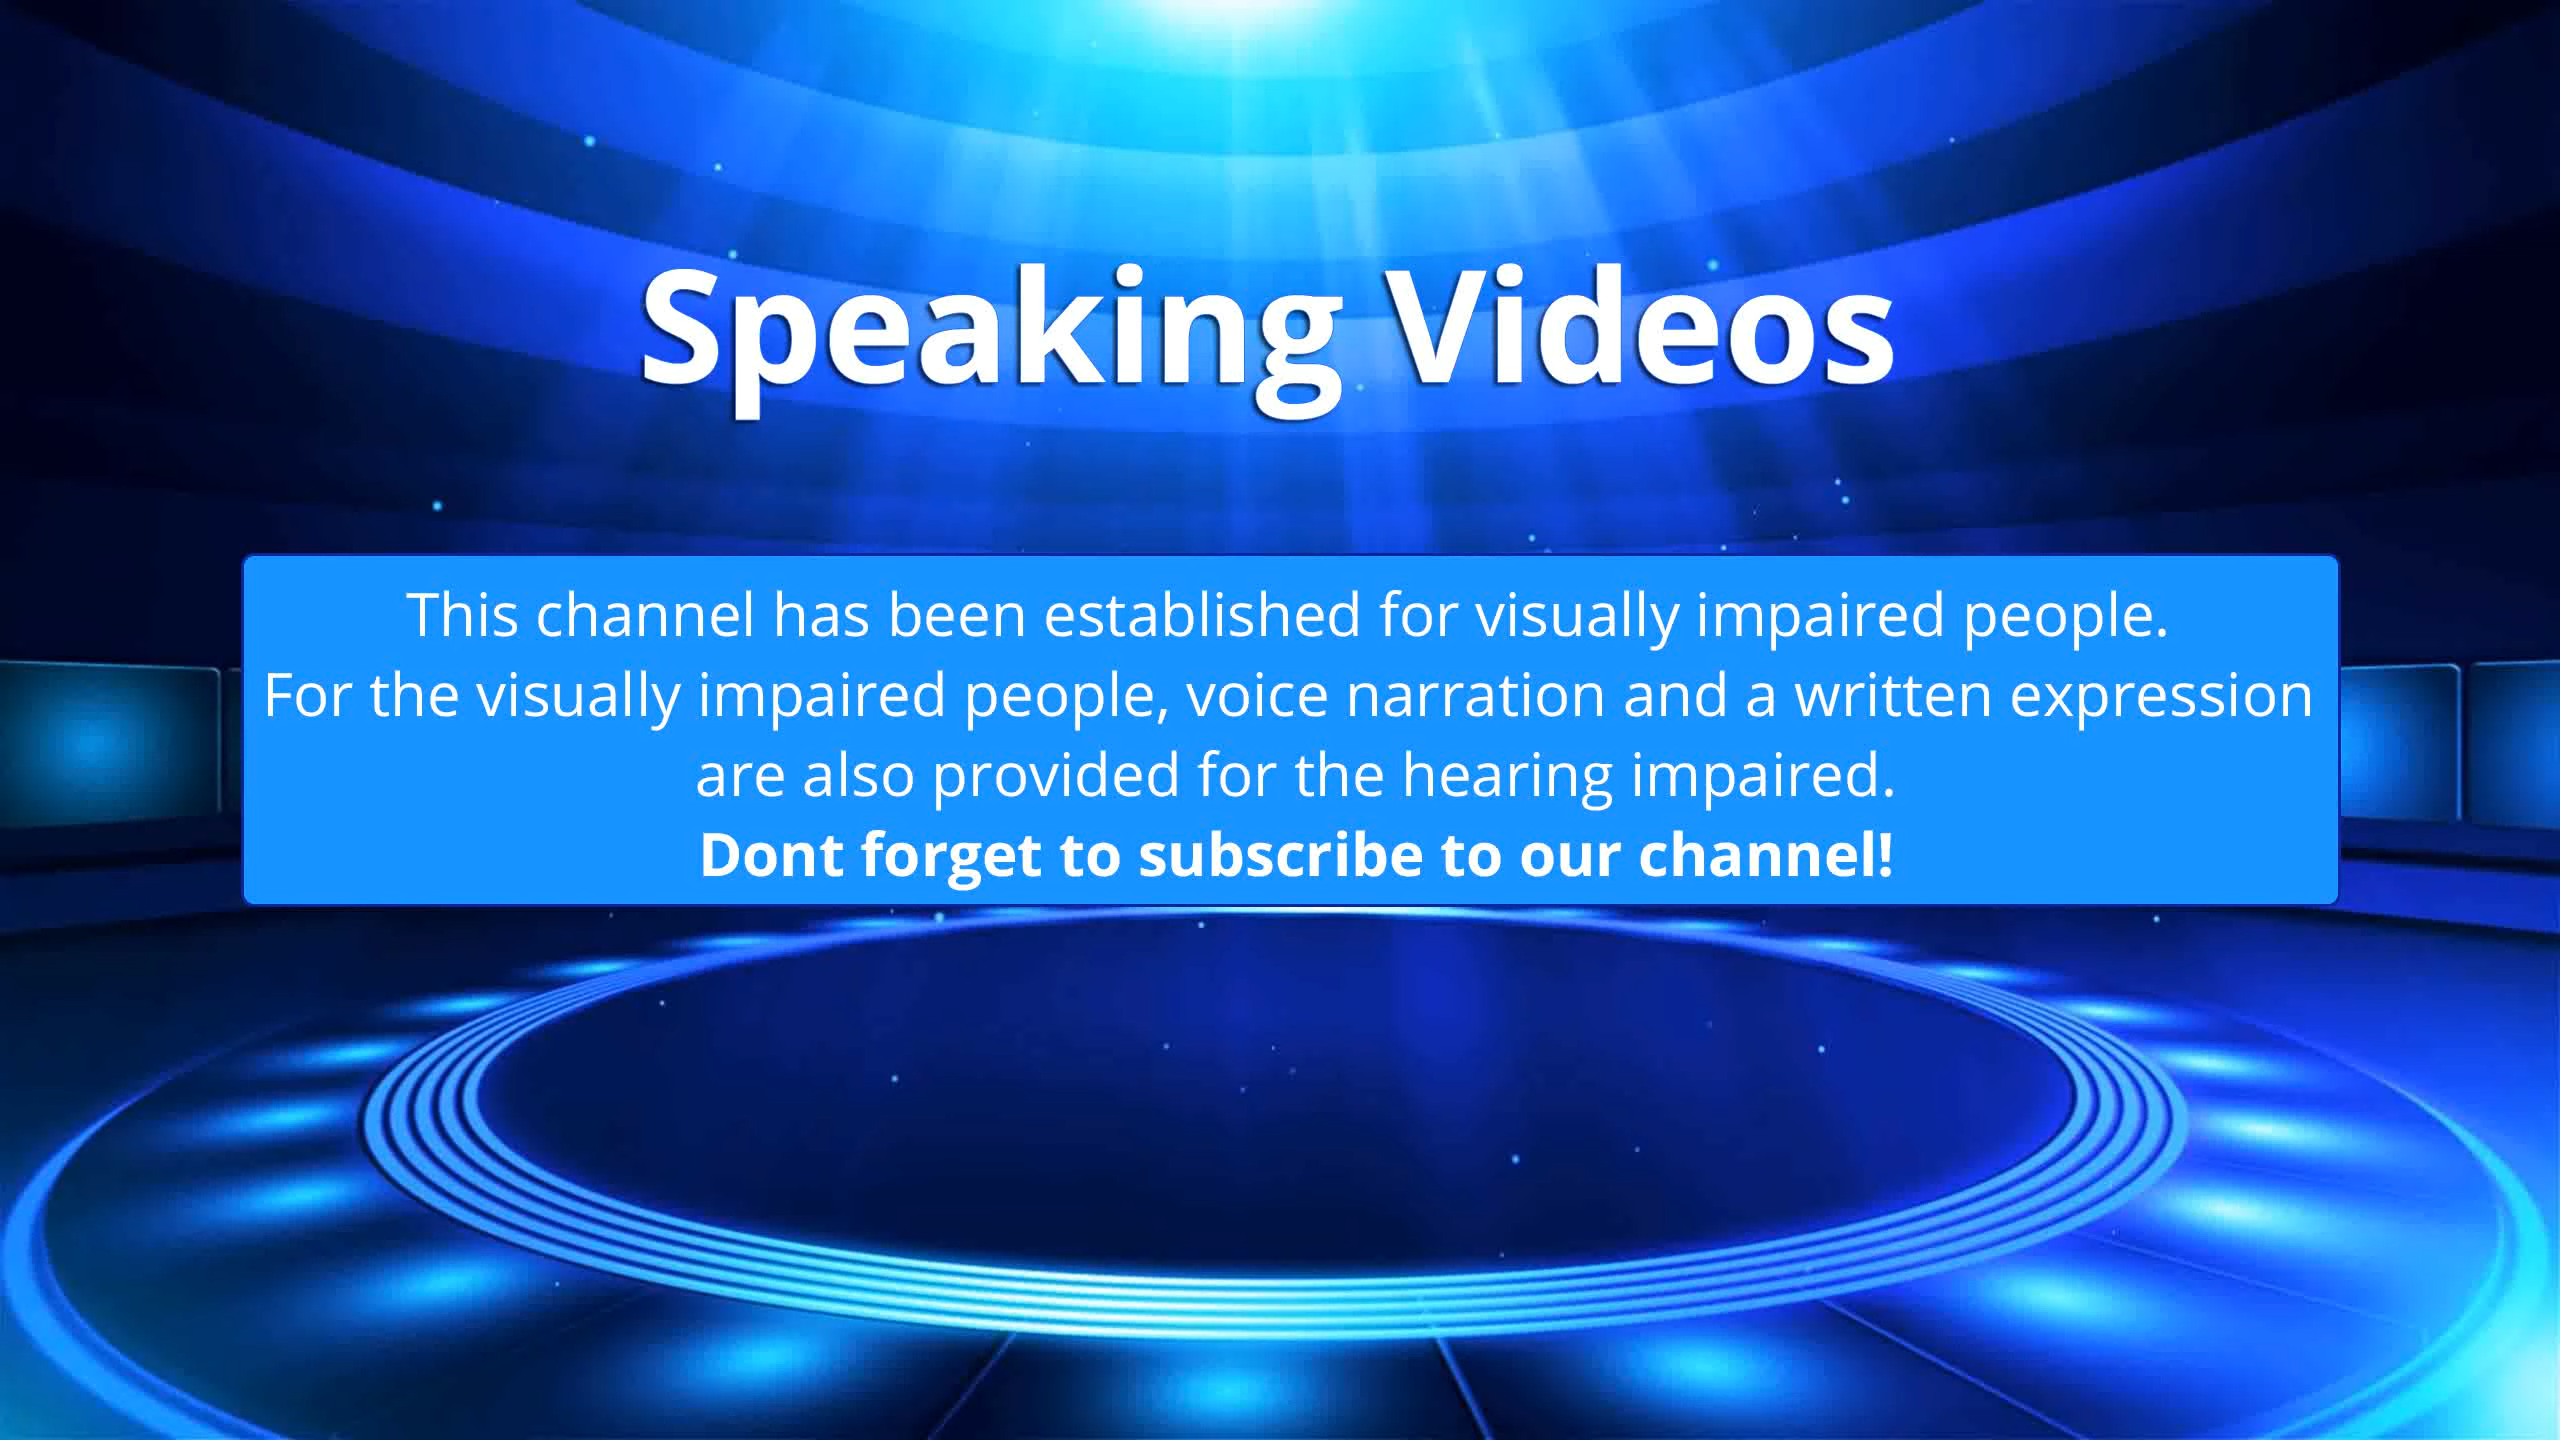 Speaking Videos
This channel has been established for visually impaired people.
For the visually impaired people, voice narration and a written expression
are also provided for the hearing impaired.
Dont forget to subscribe to our channel!